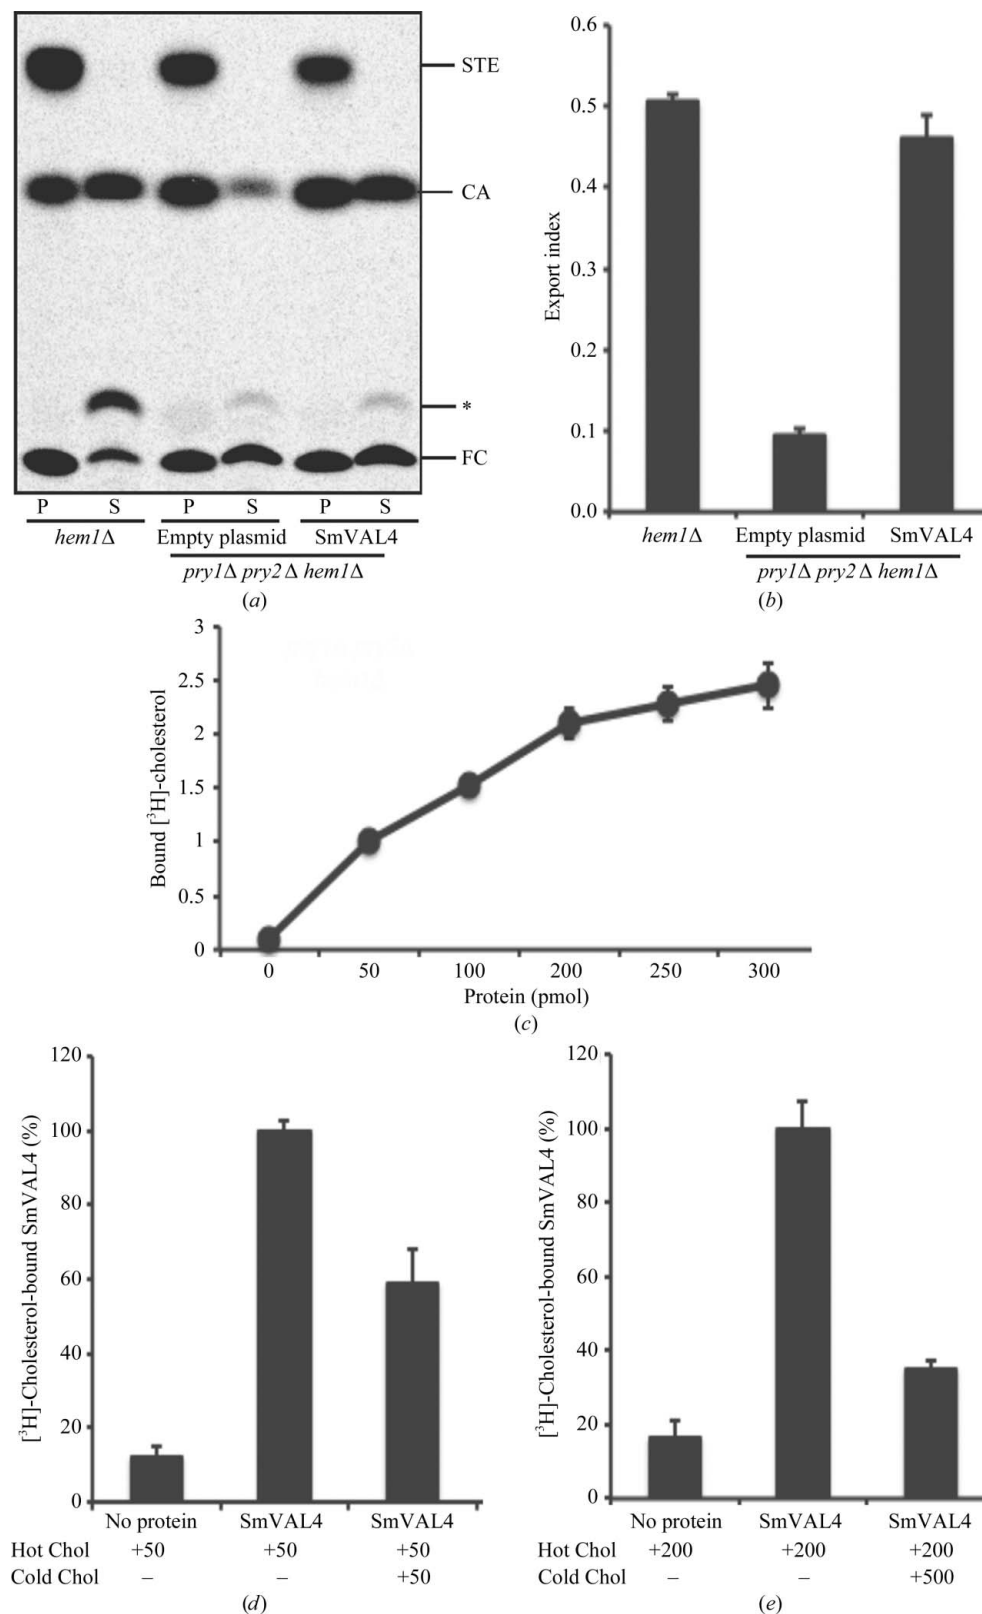 STE
CA
*
FC
P S P S P S
hem1Δ Empty plasmid SmVAL4
pry1Δ pry2Δ hem1Δ
(a)
0.6
0.5
0.4
0.3
0.2
0.1
0.0
Export index
hem1Δ Empty plasmid SmVAL4
pry1Δ pry2Δ hem1Δ
(b)
3
2.5
2
1.5
1
0.5
0
Bound [³H]-cholesterol
0 50 100 200 250 300
Protein (pmol)
(c)
120
100
80
60
40
20
0
[³H]-Cholesterol-bound SmVAL4 (%)
No protein SmVAL4 SmVAL4
Hot Chol +50 +50 +50
Cold Chol – – +50
(d)
120
100
80
60
40
20
0
[³H]-Cholesterol-bound SmVAL4 (%)
No protein SmVAL4 SmVAL4
Hot Chol +200 +200 +200
Cold Chol – – +500
(e)